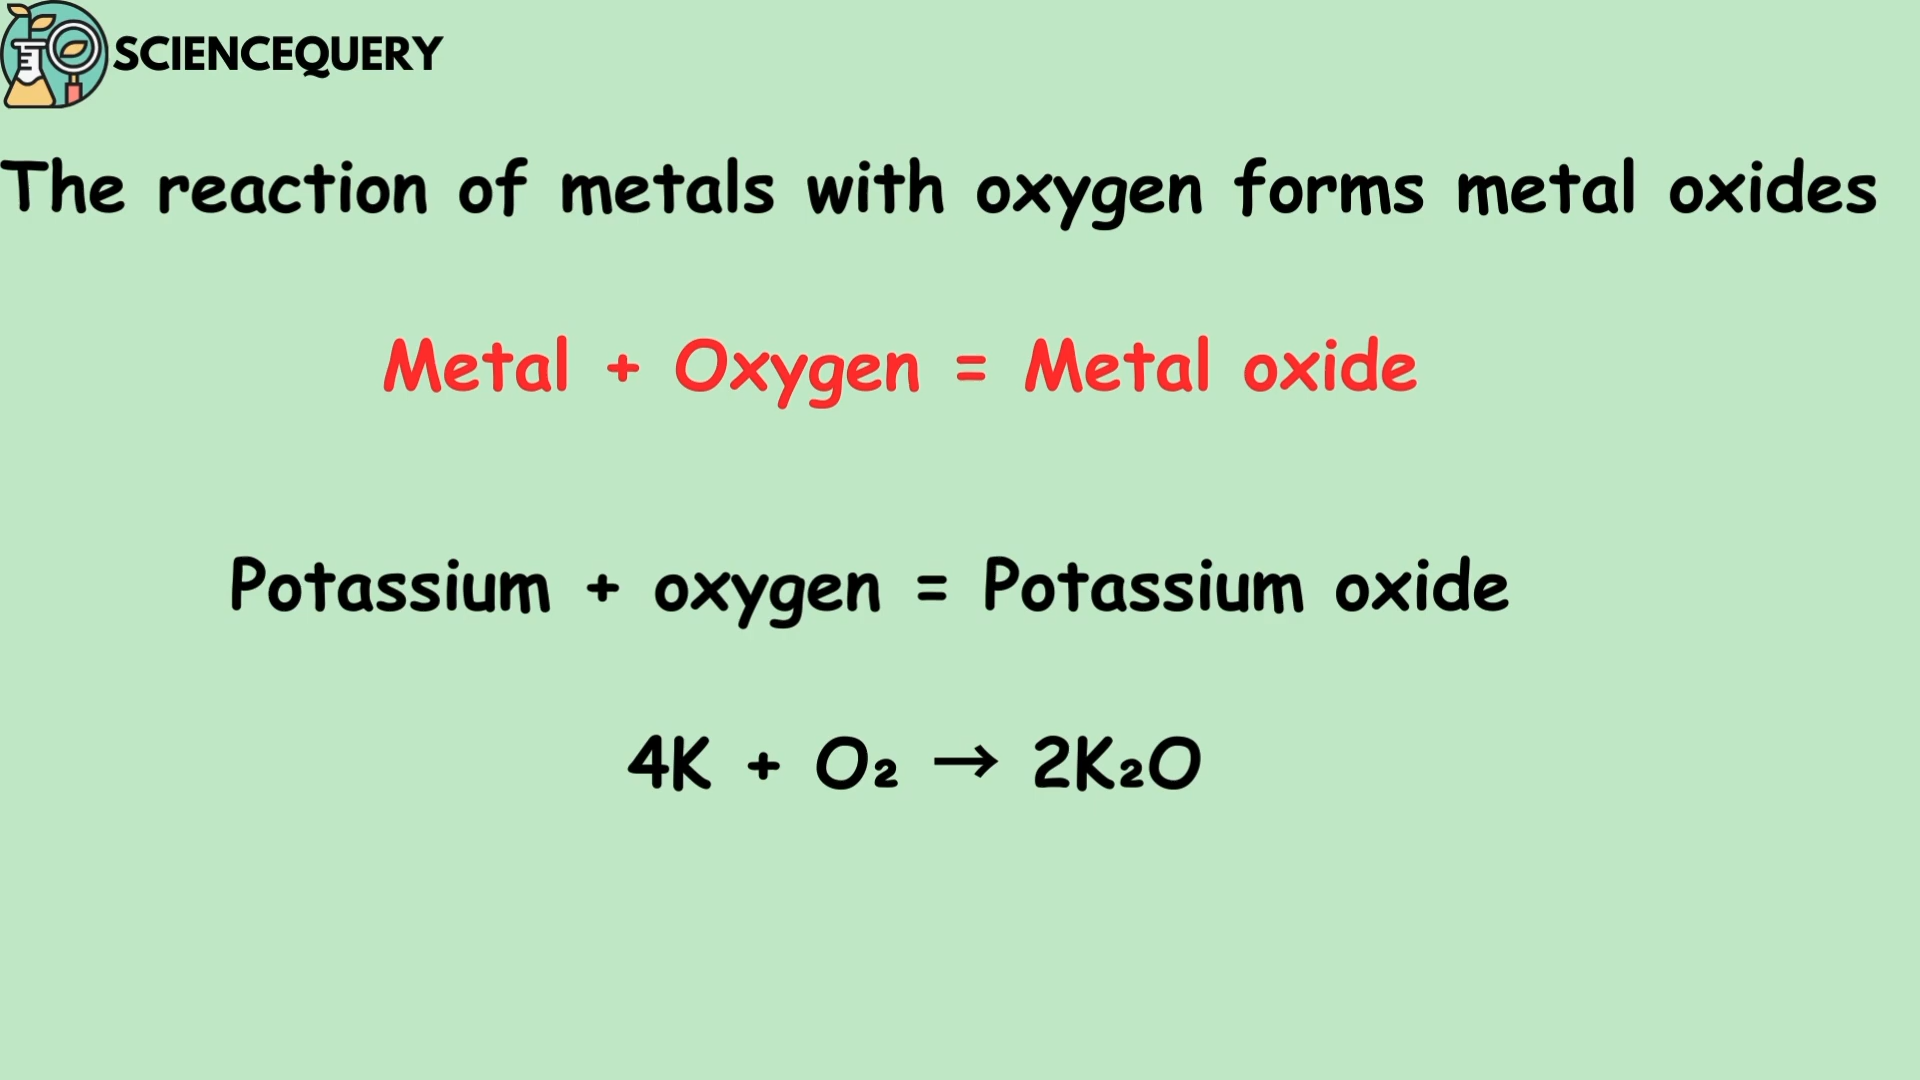 SCIENCEQUERY
The reaction of metals with oxygen forms metal oxides
Metal + Oxygen = Metal oxide
Potassium + oxygen = Potassium oxide
4K + O₂ → 2K₂O